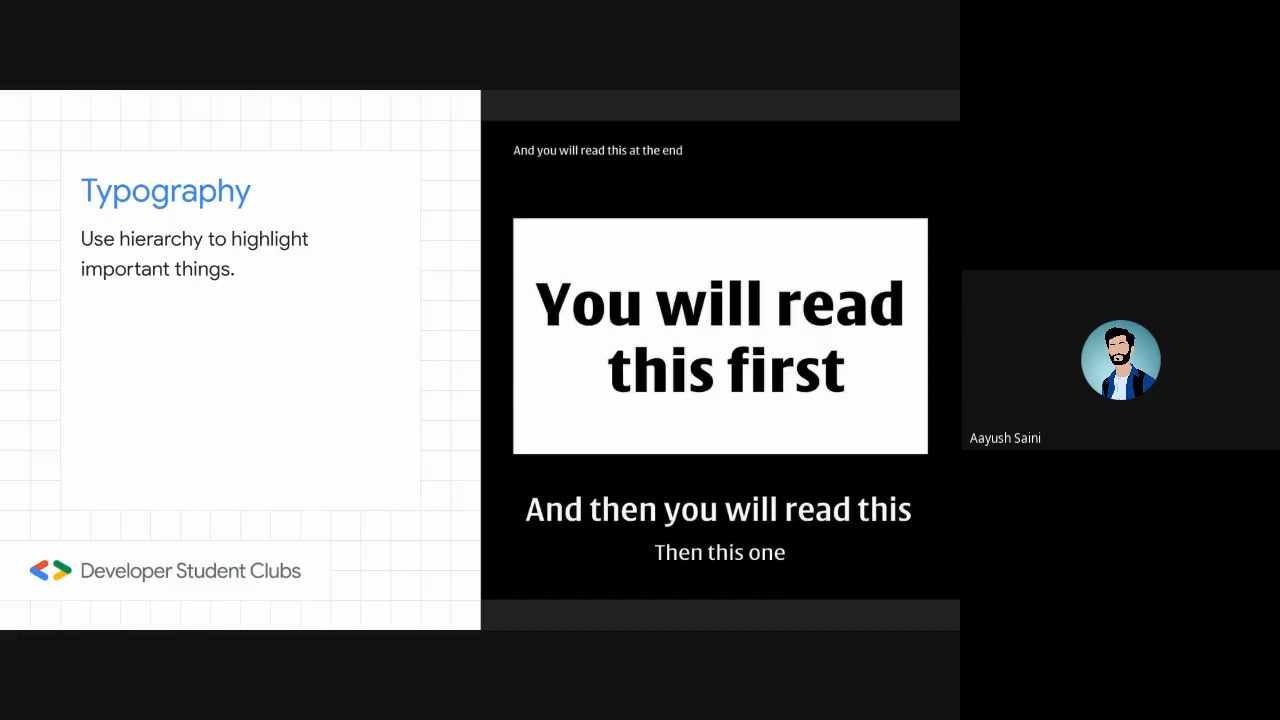 Typography
Use hierarchy to highlight
important things.
Developer Student Clubs
And you will read this at the end
You will read
this first
And then you will read this
Then this one
Aayush Saini